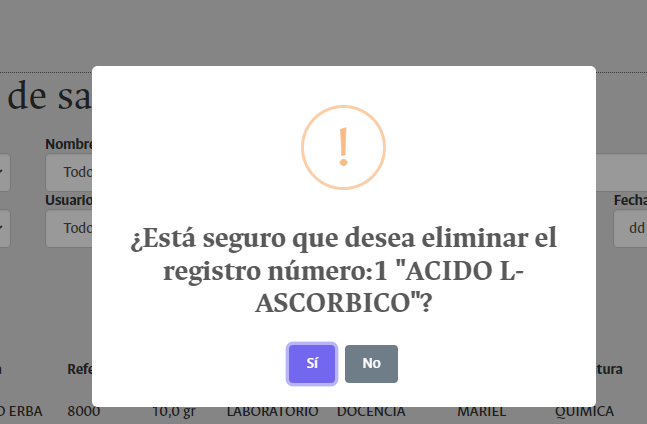 de sa
Nombre
Todo
Usuario
Todo
Fecha
dd
!
¿Está seguro que desea eliminar el
registro número:1 "ACIDO L-
ASCORBICO"?
Sí No
Refe tura
O ERBA 8000 10,0 gr LABORATORIO DOCENCIA MARIEL QUIMICA